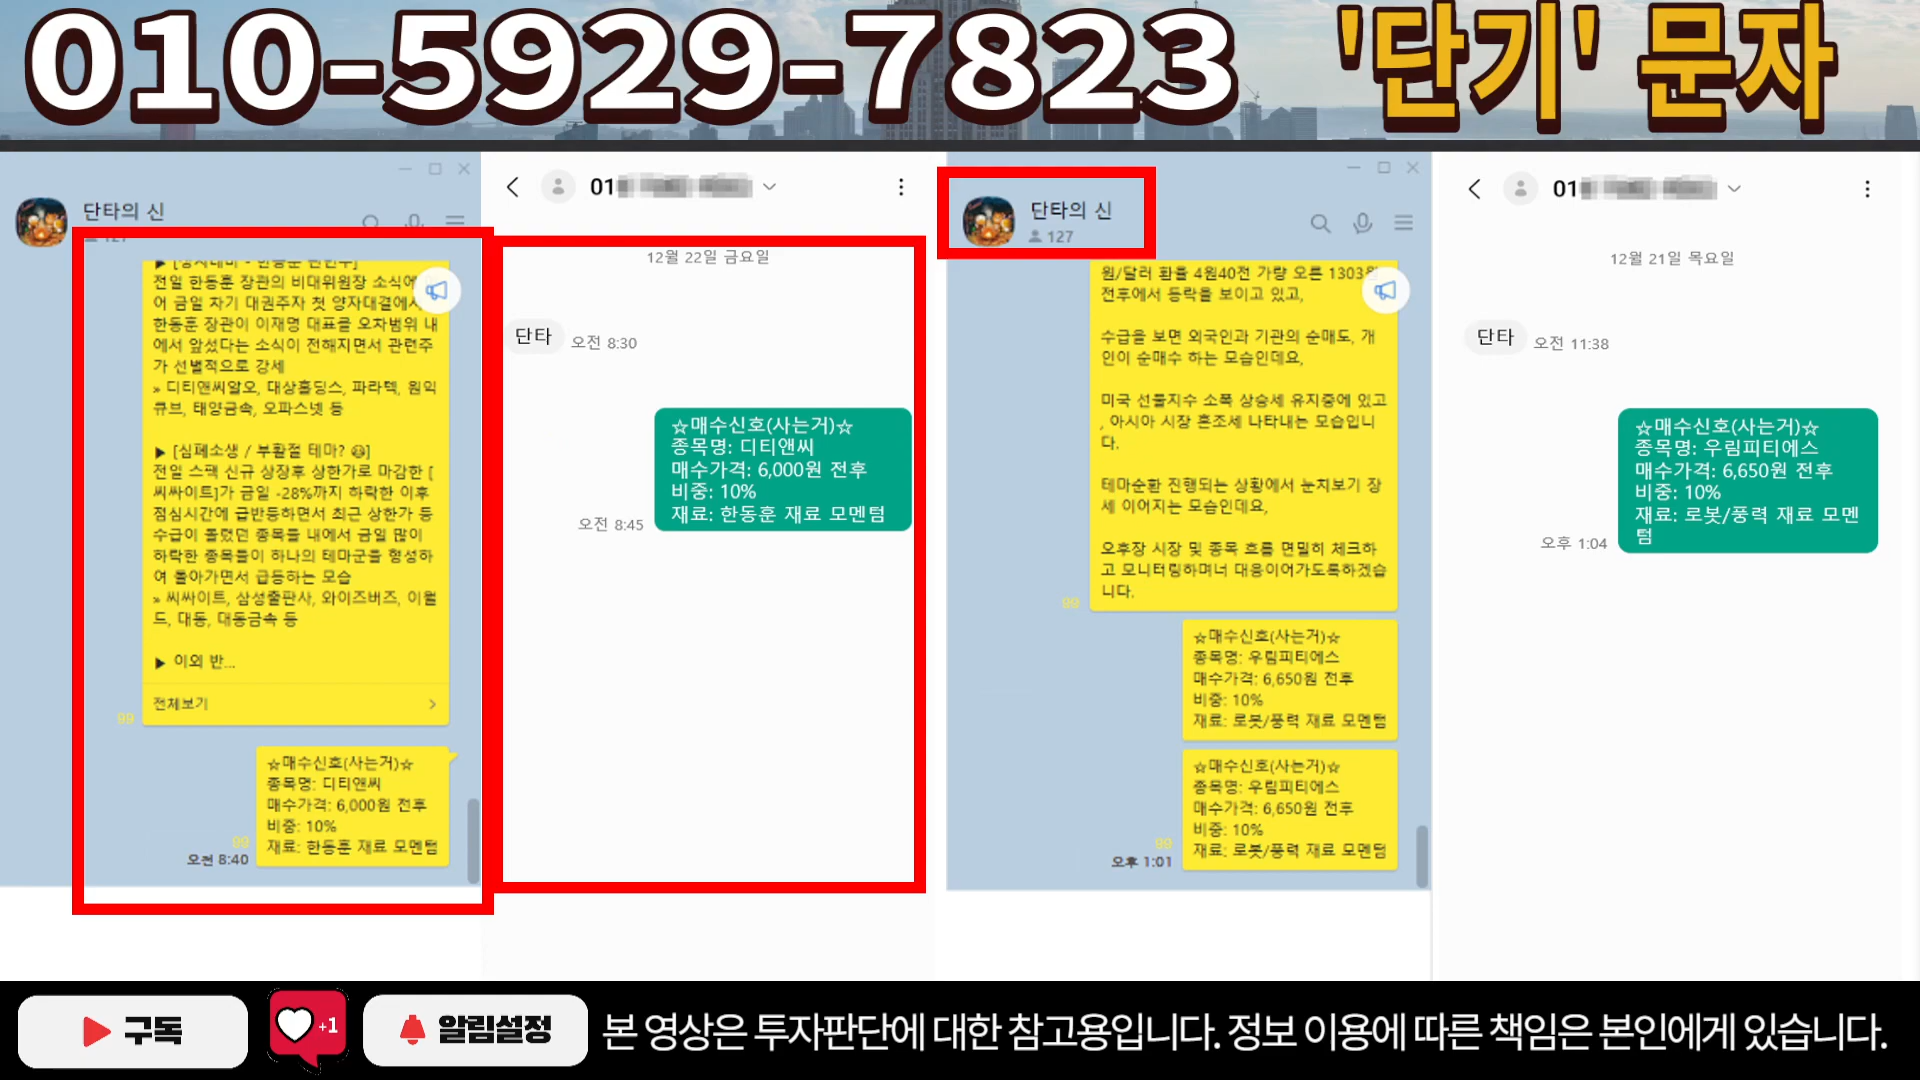 010-5929-7823 '단기' 문자
단타의 신
127
전일 한동훈 장관의 비대위원장 소식에
어 금일 차기 대권주자 첫 양자대결에서
한동훈 장관이 이재명 대표를 오차범위 내
에서 앞섰다는 소식이 전해지면서 관련주
가 선별적으로 강세
» 디티앤씨알오, 대상홀딩스, 파라텍, 원익
큐브, 태양금속, 오파스넷 등
▶ [심폐소생 / 부활절 테마? 😆]
전일 스팩 신규 상장후 상한가로 마감한 [
씨싸이트]가 금일 -28%까지 하락한 이후
점심시간에 급반등하면서 최근 상한가 등
수급이 몰렸던 종목들 내에서 금일 많이
하락한 종목들이 하나의 테마군을 형성하
여 돌아가면서 급등하는 모습
» 씨싸이트, 삼성출판사, 와이즈버즈, 이월
드, 대동, 대동금속 등
▶ 이외 반...
전체보기
99
☆매수신호(사는거)☆
종목명: 디티앤씨
매수가격: 6,000원 전후
비중: 10%
재료: 한동훈 재료 모멘텀
99
오전 8:40
01
12월 22일 금요일
단타 오전 8:30
☆매수신호(사는거)☆
종목명: 디티앤씨
매수가격: 6,000원 전후
비중: 10%
재료: 한동훈 재료 모멘텀
오전 8:45
단타의 신
127
원/달러 환율 4원40전 가량 오른 1303원
전후에서 등락을 보이고 있고,
수급을 보면 외국인과 기관의 순매도, 개
인이 순매수 하는 모습인데요,
미국 선물지수 소폭 상승세 유지중에 있고
, 아시아 시장 혼조세 나타내는 모습입니
다.
테마순환 진행되는 상황에서 눈치보기 장
세 이어지는 모습인데요,
오후장 시장 및 종목 흐름 면밀히 체크하
고 모니터링하며너 대응이어가도록하겠습
니다.
99
☆매수신호(사는거)☆
종목명: 우림피티에스
매수가격: 6,650원 전후
비중: 10%
재료: 로봇/풍력 재료 모멘텀
☆매수신호(사는거)☆
종목명: 우림피티에스
매수가격: 6,650원 전후
비중: 10%
재료: 로봇/풍력 재료 모멘텀
99
오후 1:01
01
12월 21일 목요일
단타 오전 11:38
☆매수신호(사는거)☆
종목명: 우림피티에스
매수가격: 6,650원 전후
비중: 10%
재료: 로봇/풍력 재료 모멘
텀
오후 1:04
구독 +1 알림설정 본 영상은 투자판단에 대한 참고용입니다. 정보 이용에 따른 책임은 본인에게 있습니다.